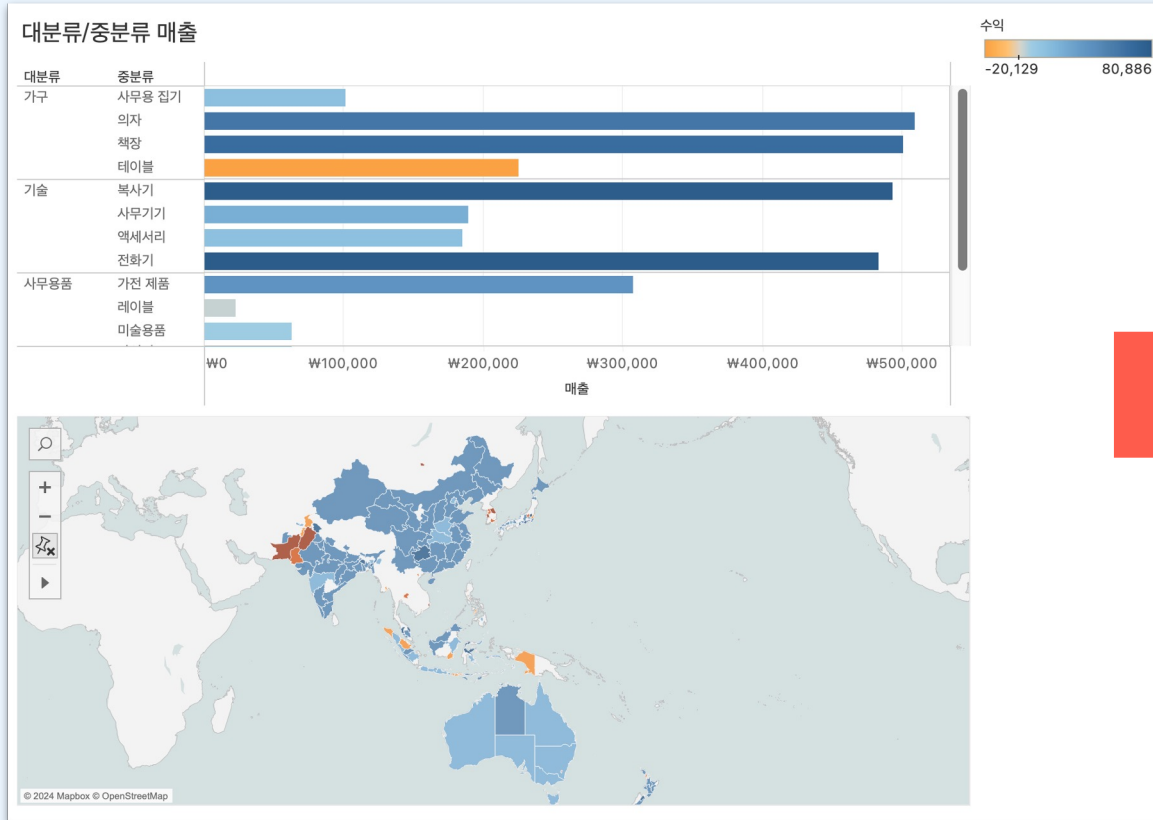 대분류/중분류 매출
수익
-20,129 80,886
대분류 중분류
가구 사무용 집기
의자
책장
테이블
기술 복사기
사무기기
액세서리
전화기
사무용품 가전 제품
레이블
미술용품
₩0 ₩100,000 ₩200,000 ₩300,000 ₩400,000 ₩500,000
매출
© 2024 Mapbox © OpenStreetMap